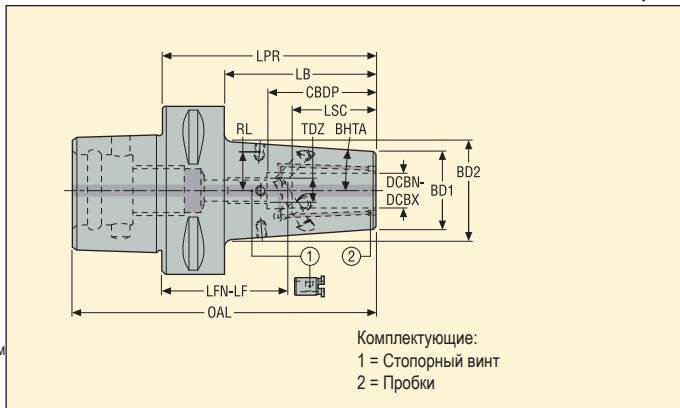 LPR
LB
CBDP
LSC
RL TDZ BHTA
DCBN-
DCBX
BD1
BD2
1 2
LFN-LF
OAL
м
Комплектующие:
1 = Стопорный винт
2 = Пробки